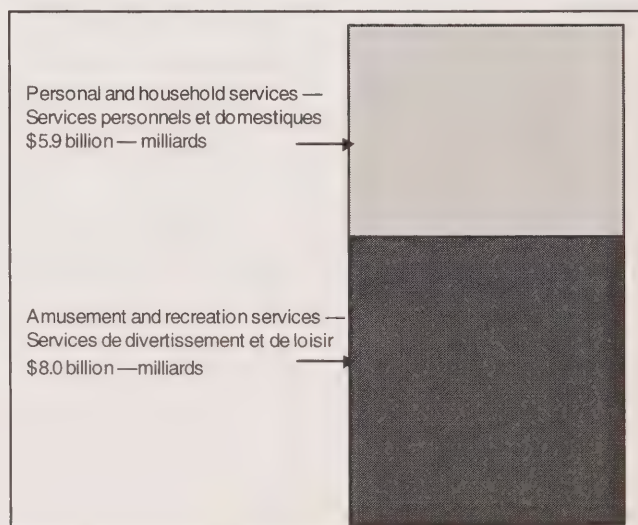 Personal and household services —
Services personnels et domestiques
$5.9 billion — milliards
Amusement and recreation services —
Services de divertissement et de loisir
$8.0 billion —milliards